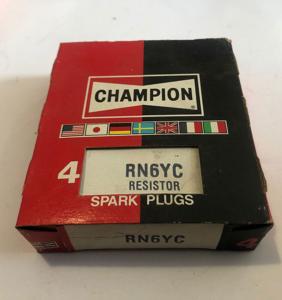 CHAMPION
4
RN6YC
RESISTOR
SPARK PLUGS
RN6YC
4